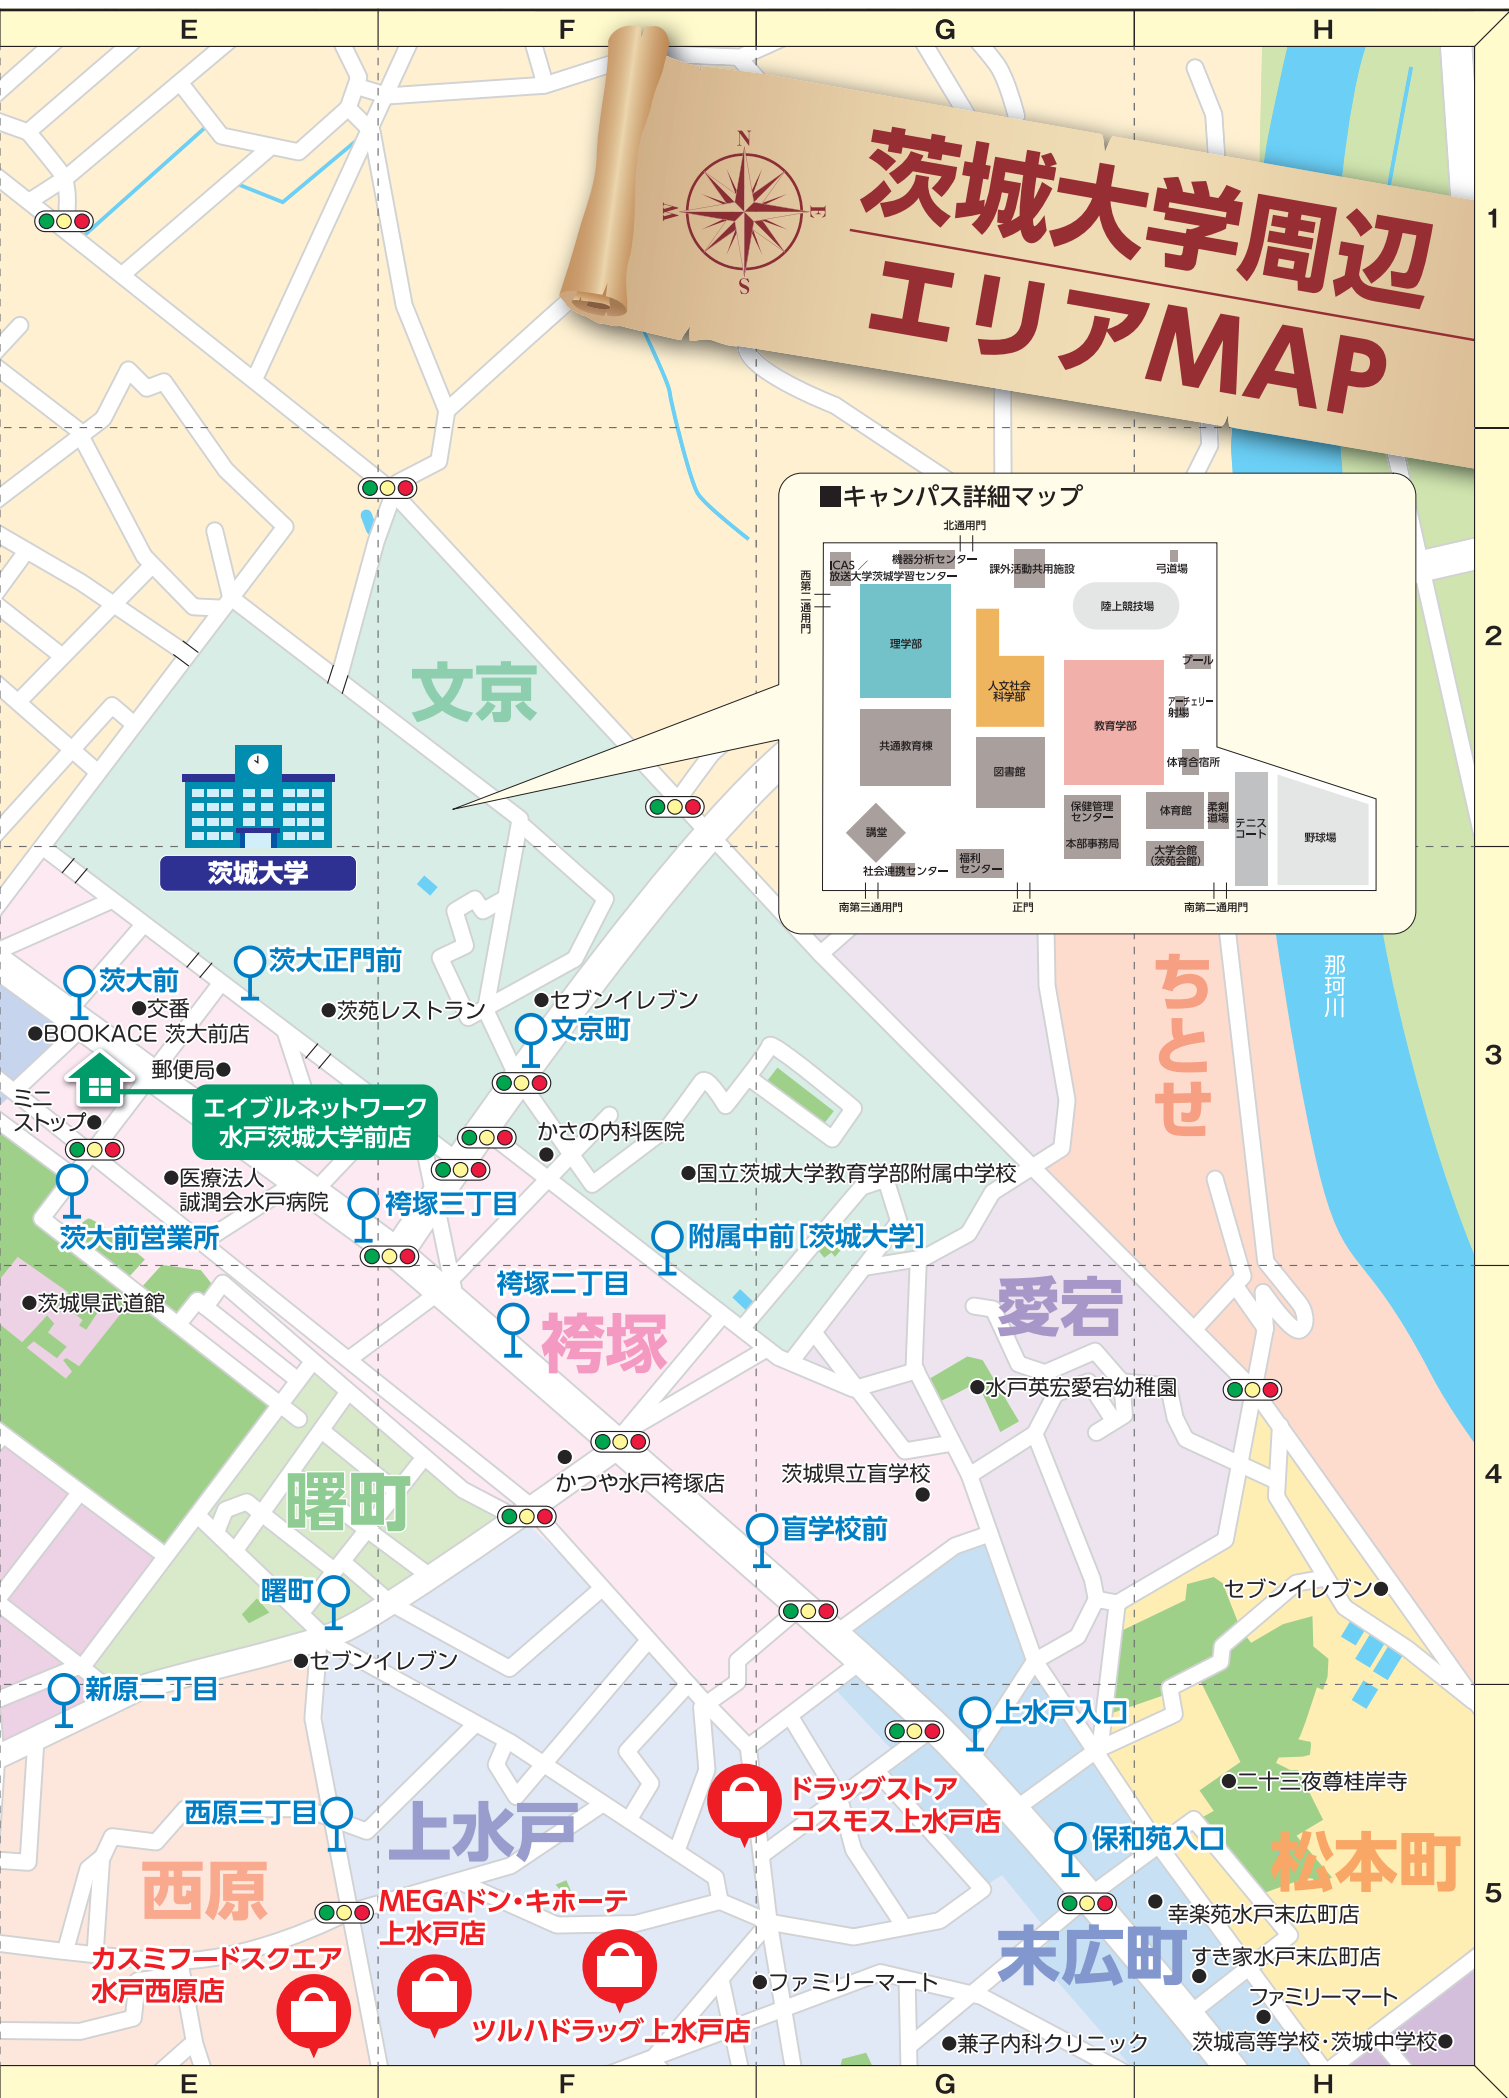 E F G H
N
W E
S
茨城大学周辺
エリアMAP
1
■キャンパス詳細マップ
北通用門
ICAS／
放送大学茨城学習センター
機器分析センター
課外活動共用施設
弓道場
西第二通用門
陸上競技場
理学部
人文社会
科学部
プール
アーチェリー
射場
教育学部
共通教育棟
図書館
体育合宿所
保健管理
センター
本部事務局
体育館
柔剣
道場
テニス
コート
野球場
講堂
大学会館
(茨苑会館)
福利
センター
社会連携センター
南第三通用門
正門
南第二通用門
2
文京
茨城大学
茨大前
茨大正門前
●交番
●BOOKACE 茨大前店
●茨苑レストラン
●セブンイレブン
文京町
ちとせ
那珂川
郵便局●
ミニ
ストップ●
エイブルネットワーク
水戸茨城大学前店
3
かさの内科医院
●国立茨城大学教育学部附属中学校
●医療法人
誠潤会水戸病院
袴塚三丁目
茨大前営業所
附属中前[茨城大学]
袴塚二丁目
●茨城県武道館
袴塚
愛宕
●水戸英宏愛宕幼稚園
4
曙町
かつや水戸袴塚店
茨城県立盲学校
盲学校前
曙町
セブンイレブン●
●セブンイレブン
新原二丁目
上水戸入口
ドラッグストア
コスモス上水戸店
●二十三夜尊桂岸寺
西原三丁目
上水戸
保和苑入口
松本町
西原
5
MEGAドン・キホーテ
上水戸店
幸楽苑水戸末広町店
末広町
すき家水戸末広町店
カスミフードスクエア
水戸西原店
●ファミリーマート
ファミリーマート
ツルハドラッグ上水戸店
●兼子内科クリニック
茨城高等学校・茨城中学校●
E F G H